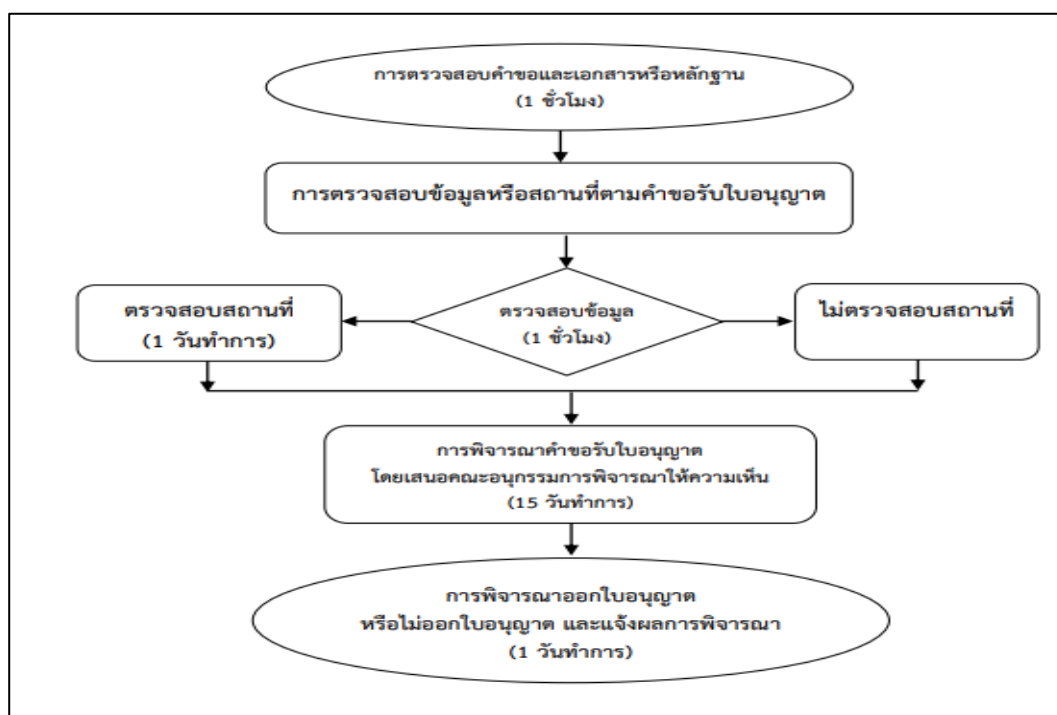 การตรวจสอบคำขอและเอกสารหรือหลักฐาน
(1 ชั่วโมง)
การตรวจสอบข้อมูลหรือสถานที่ตามคำขอรับใบอนุญาต
ตรวจสอบสถานที่
(1 วันทำการ)
ตรวจสอบข้อมูล
(1 ชั่วโมง)
ไม่ตรวจสอบสถานที่
การพิจารณาคำขอรับใบอนุญาต
โดยเสนอคณะอนุกรรมการพิจารณาให้ความเห็น
(15 วันทำการ)
การพิจารณาออกใบอนุญาต
หรือไม่ออกใบอนุญาต และแจ้งผลการพิจารณา
(1 วันทำการ)